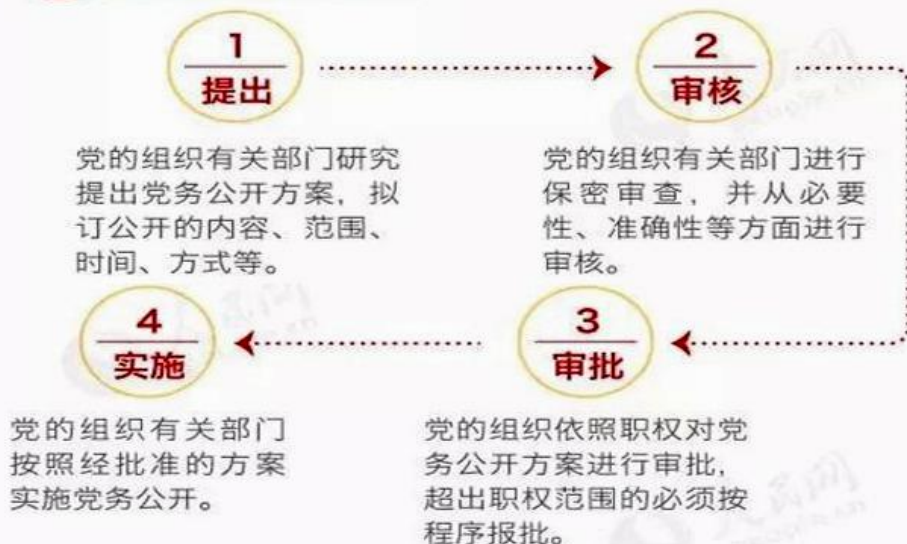 1
提出
党的组织有关部门研究
提出党务公开方案，拟
订公开的内容、范围、
时间、方式等。
2
审核
党的组织有关部门进行
保密审查，并从必要
性、准确性等方面进行
审核。
3
审批
党的组织依照职权对党
务公开方案进行审批，
超出职权范围的必须按
程序报批。
4
实施
党的组织有关部门
按照经批准的方案
实施党务公开。
人民网